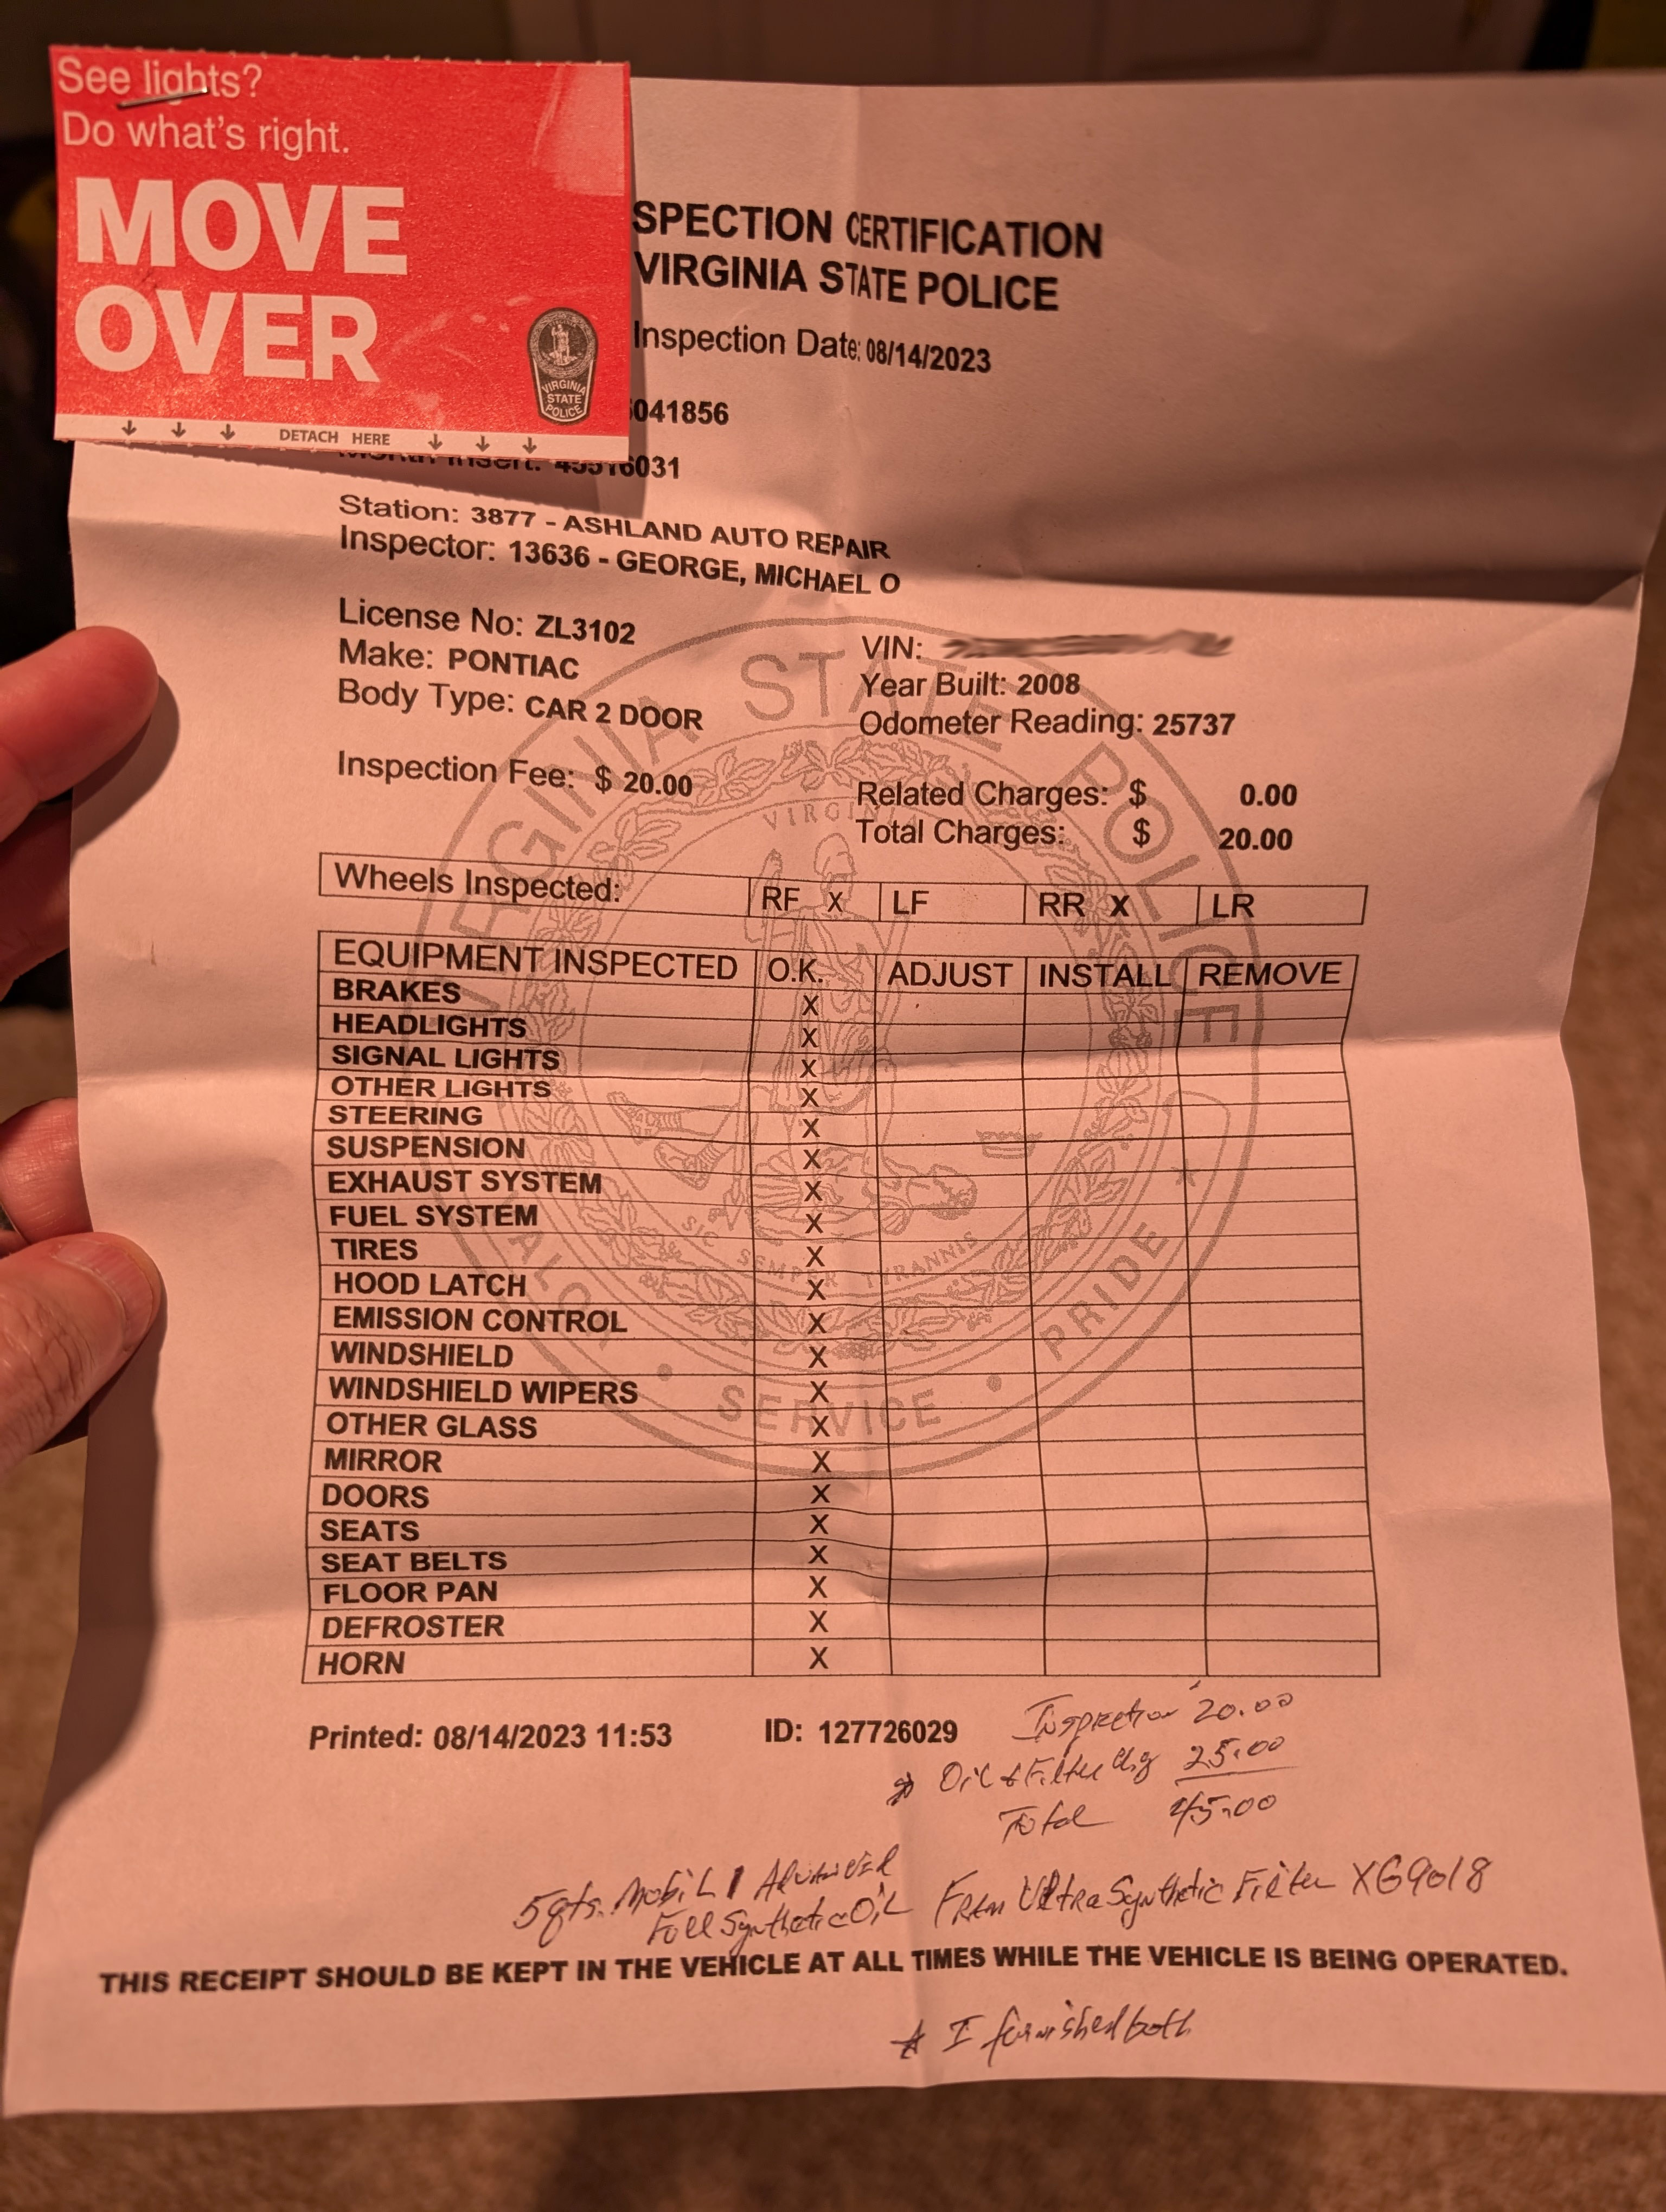 See lights?
Do what's right.
MOVE
OVER
VIRGINIA
STATE
POLICE
DETACH HERE
SPECTION CERTIFICATION
VIRGINIA STATE POLICE
Inspection Date: 08/14/2023
041856
Insert: 45516031
Station: 3877 - ASHLAND AUTO REPAIR
Inspector: 13636 - GEORGE, MICHAEL O
License No: ZL3102
VIN:
Make: PONTIAC
Year Built: 2008
Body Type: CAR 2 DOOR
Odometer Reading: 25737
Inspection Fee: $ 20.00
Related Charges: $ 0.00
Total Charges: $ 20.00
Wheels Inspected: RF X LF RR X LR
EQUIPMENT INSPECTED O.K. ADJUST INSTALL REMOVE
BRAKES X
HEADLIGHTS X
SIGNAL LIGHTS X
OTHER LIGHTS X
STEERING X
SUSPENSION X
EXHAUST SYSTEM X
FUEL SYSTEM X
TIRES X
HOOD LATCH X
EMISSION CONTROL X
WINDSHIELD X
WINDSHIELD WIPERS X
OTHER GLASS X
MIRROR X
DOORS X
SEATS X
SEAT BELTS X
FLOOR PAN X
DEFROSTER X
HORN X
VIRGINIA STATE POLICE
VIRGINIA
SIC SEMPER TYRANNIS
VALOR • SERVICE • PRIDE
Printed: 08/14/2023 11:53 ID: 127726029
Inspection 20.00
* Oil & Filter chg 25.00
Total 45.00
5 qts. Mobil 1 Advanced
Full Synthetic Oil
Fram Ultra Synthetic Filter XG9018
THIS RECEIPT SHOULD BE KEPT IN THE VEHICLE AT ALL TIMES WHILE THE VEHICLE IS BEING OPERATED.
* I furnished both